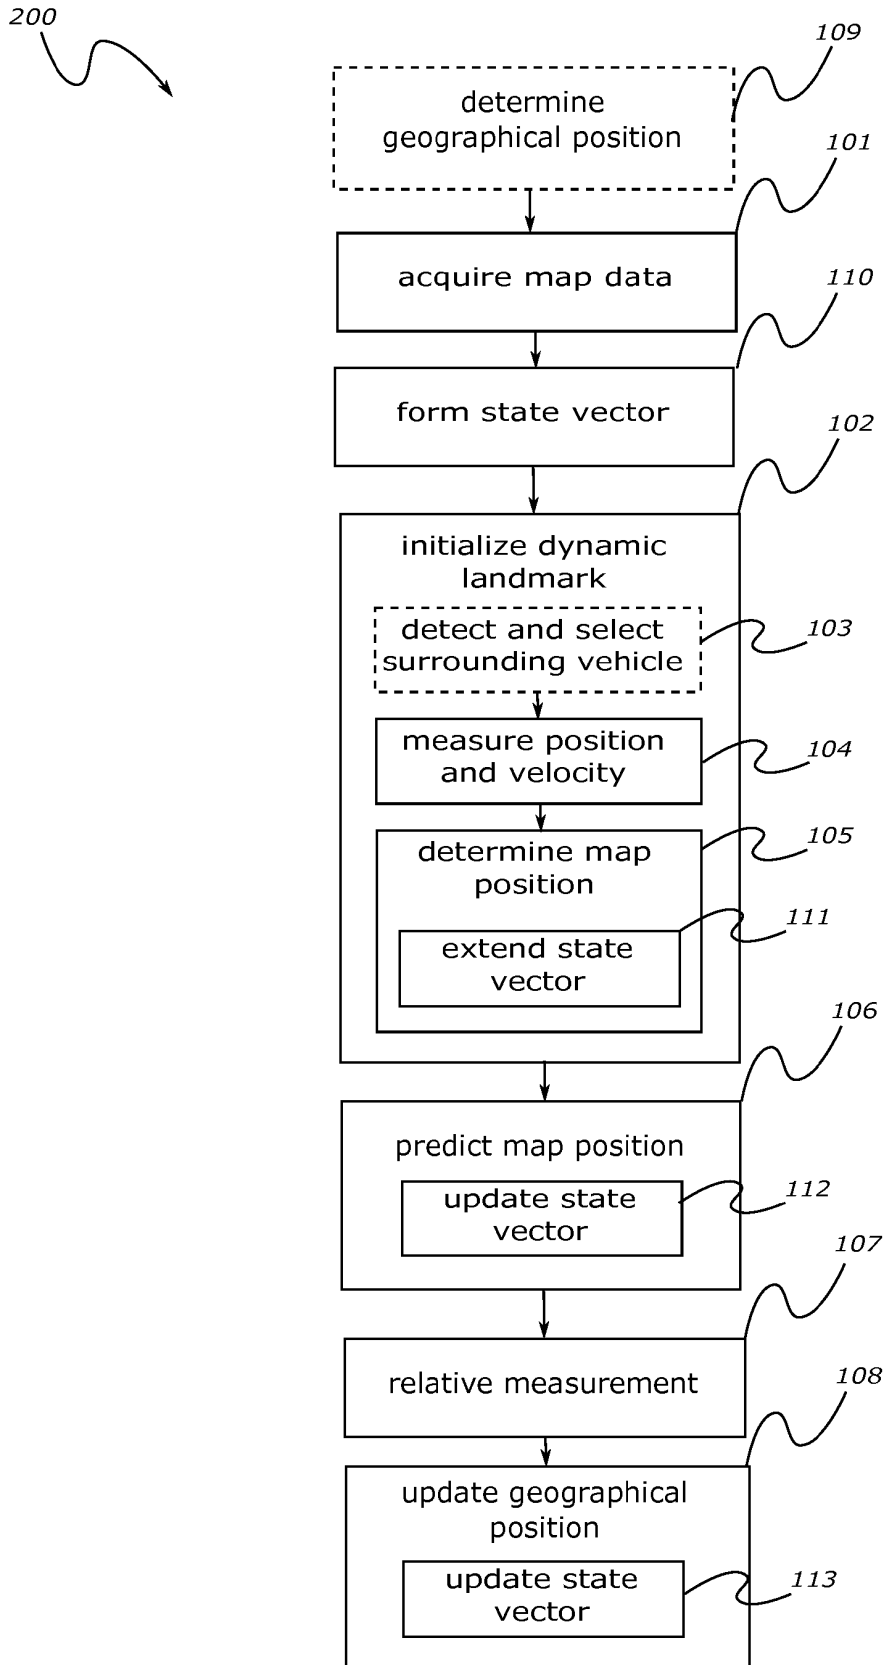 200
109
determine
geographical position
101
acquire map data
110
form state vector
102
initialize dynamic
landmark
detect and select
surrounding vehicle
103
measure position
and velocity
104
determine map
position
105
extend state
vector
111
106
predict map position
update state
vector
112
107
relative measurement
108
update geographical
position
update state
vector
113